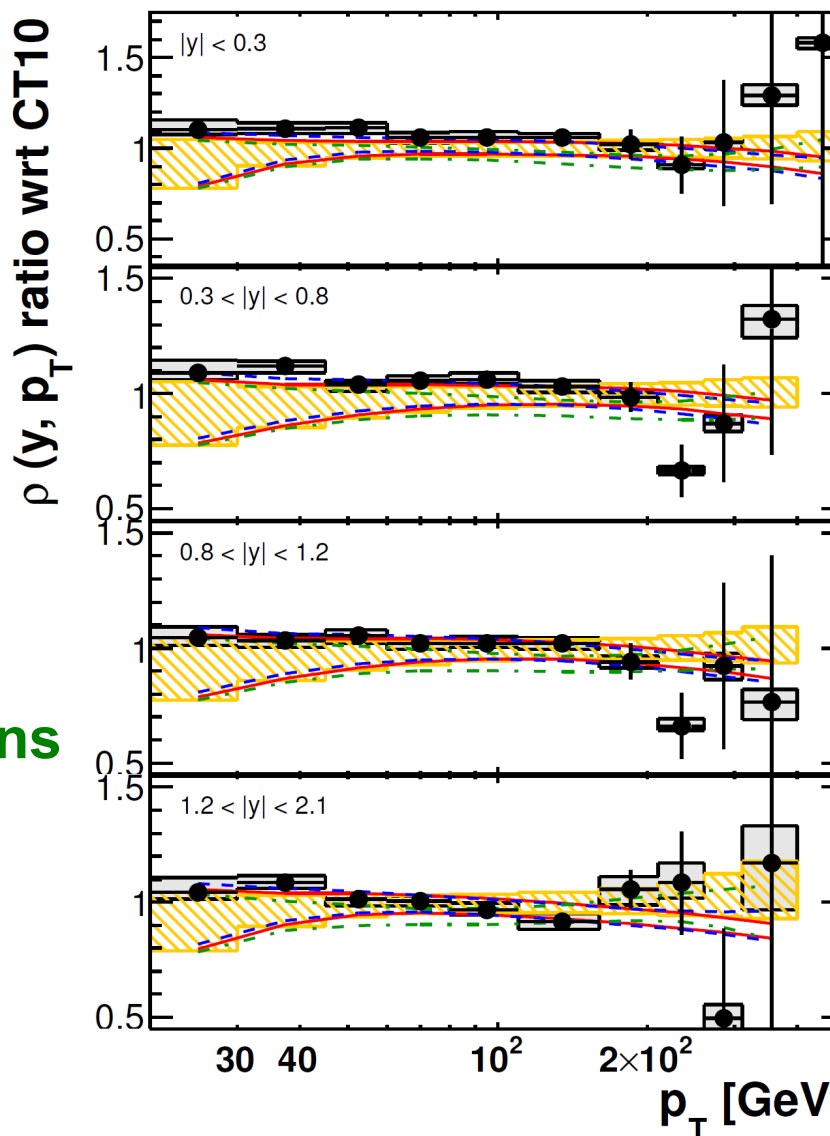 ρ (y, p_T) ratio wrt CT10
|y| < 0.3
1.5
1
0.5
0.3 < |y| < 0.8
1.5
1
0.5
0.8 < |y| < 1.2
1.5
1
0.5
ns
1.2 < |y| < 2.1
1.5
1
0.5
30 40 10² 2×10²
p_T [GeV